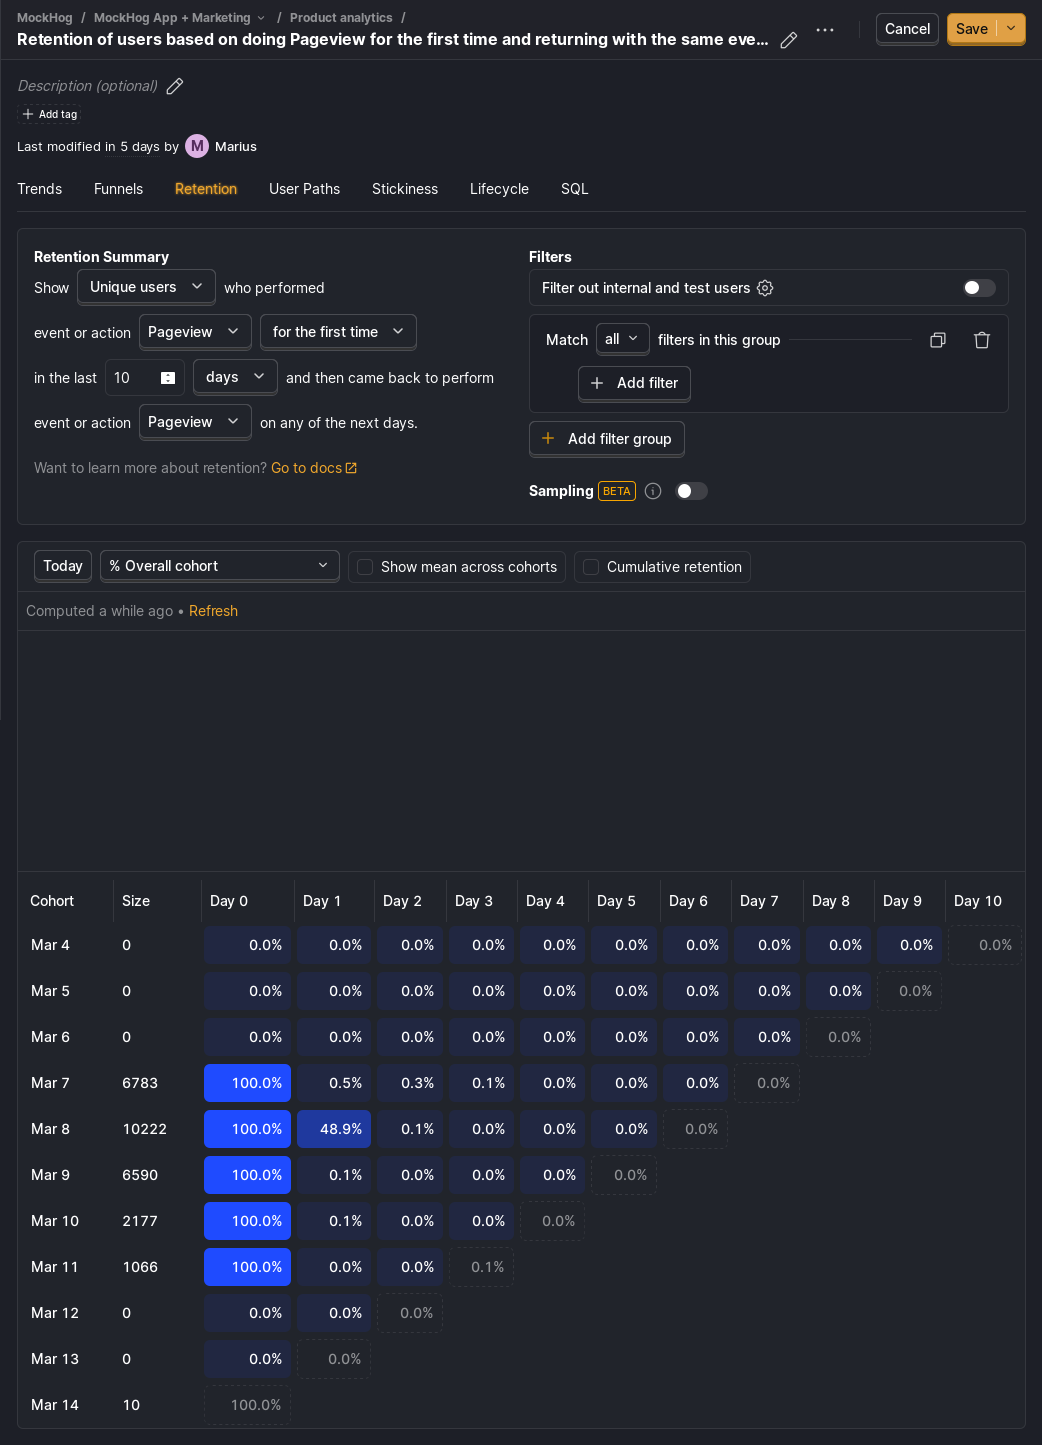 MockHog / MockHog App + Marketing / Product analytics /
Retention of users based on doing Pageview for the first time and returning with the same eve...
Cancel
Save
Description (optional)
Add tag
Last modified in 5 days by M Marius
Trends Funnels Retention User Paths Stickiness Lifecycle SQL
Retention Summary
Show Unique users who performed
event or action Pageview for the first time
in the last 10 days and then came back to perform
event or action Pageview on any of the next days.
Want to learn more about retention? Go to docs
Filters
Filter out internal and test users
Match all filters in this group
Add filter
Add filter group
Sampling BETA
Today % Overall cohort Show mean across cohorts Cumulative retention
Computed a while ago • Refresh
Cohort Size Day 0 Day 1 Day 2 Day 3 Day 4 Day 5 Day 6 Day 7 Day 8 Day 9 Day 10
Mar 4 0 0.0% 0.0% 0.0% 0.0% 0.0% 0.0% 0.0% 0.0% 0.0% 0.0% 0.0%
Mar 5 0 0.0% 0.0% 0.0% 0.0% 0.0% 0.0% 0.0% 0.0% 0.0% 0.0%
Mar 6 0 0.0% 0.0% 0.0% 0.0% 0.0% 0.0% 0.0% 0.0% 0.0%
Mar 7 6783 100.0% 0.5% 0.3% 0.1% 0.0% 0.0% 0.0% 0.0%
Mar 8 10222 100.0% 48.9% 0.1% 0.0% 0.0% 0.0% 0.0%
Mar 9 6590 100.0% 0.1% 0.0% 0.0% 0.0% 0.0%
Mar 10 2177 100.0% 0.1% 0.0% 0.0% 0.0%
Mar 11 1066 100.0% 0.0% 0.0% 0.1%
Mar 12 0 0.0% 0.0% 0.0%
Mar 13 0 0.0% 0.0%
Mar 14 10 100.0%